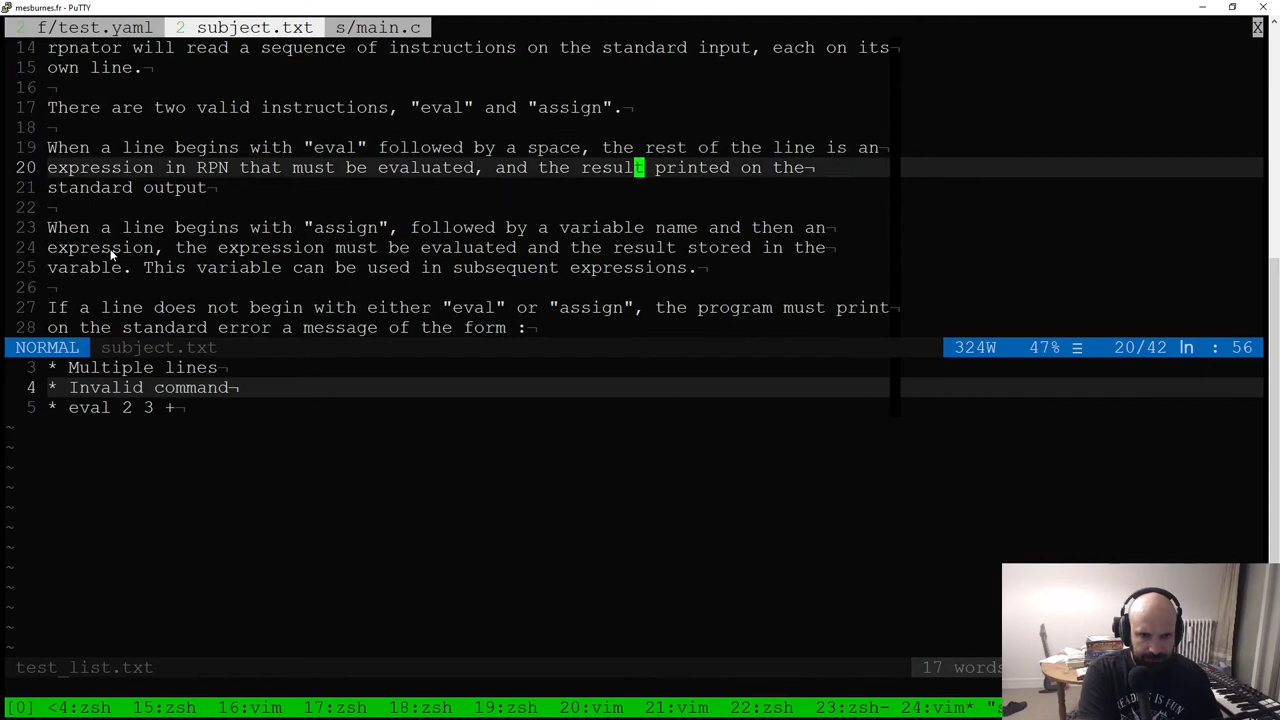 mesburnes.fr - PuTTY
2 f/test.yaml 2 subject.txt s/main.c X
14 rpnator will read a sequence of instructions on the standard input, each on its¬
15 own line.¬
16 ¬
17 There are two valid instructions, "eval" and "assign".¬
18 ¬
19 When a line begins with "eval" followed by a space, the rest of the line is an¬
20 expression in RPN that must be evaluated, and the result printed on the¬
21 standard output¬
22 ¬
23 When a line begins with "assign", followed by a variable name and then an¬
24 expression, the expression must be evaluated and the result stored in the¬
25 varable. This variable can be used in subsequent expressions.¬
26 ¬
27 If a line does not begin with either "eval" or "assign", the program must print¬
28 on the standard error a message of the form :¬
NORMAL subject.txt 324W 47% ☰ 20/42 ln : 56
3 * Multiple lines¬
4 * Invalid command¬
5 * eval 2 3 +¬
~
~
~
~
~
~
~
~
~
~
~
~
test_list.txt 17 words
[0] <4:zsh 15:zsh 16:vim 17:zsh 18:zsh 19:zsh 20:vim 21:vim 22:vim 23:zsh- 24:vim* "s